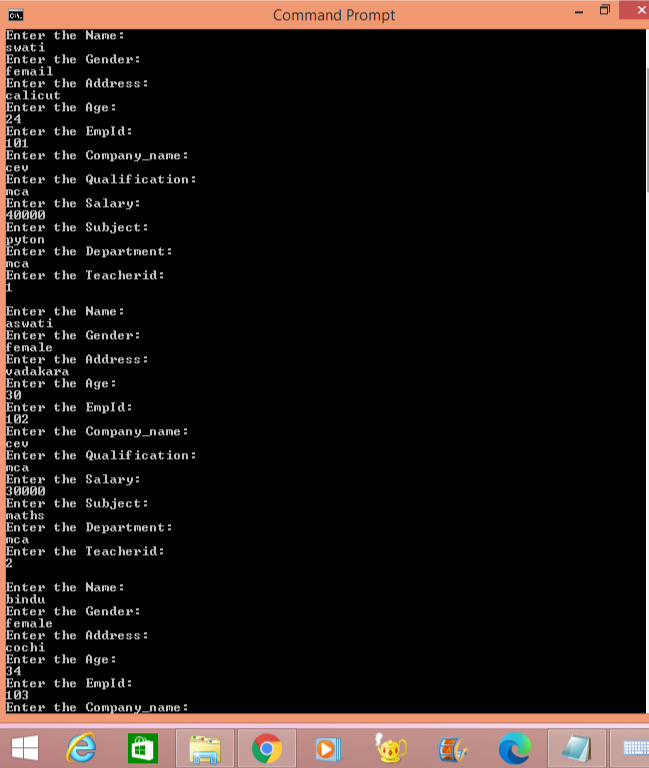 Command Prompt
Enter the Name:
swati
Enter the Gender:
femail
Enter the Address:
calicut
Enter the Age:
24
Enter the EmpId:
101
Enter the Company_name:
cev
Enter the Qualification:
mca
Enter the Salary:
40000
Enter the Subject:
pyton
Enter the Department:
mca
Enter the Teacherid:
1
Enter the Name:
aswati
Enter the Gender:
female
Enter the Address:
vadakara
Enter the Age:
30
Enter the EmpId:
102
Enter the Company_name:
cev
Enter the Qualification:
mca
Enter the Salary:
30000
Enter the Subject:
maths
Enter the Department:
mca
Enter the Teacherid:
2
Enter the Name:
bindu
Enter the Gender:
female
Enter the Address:
cochi
Enter the Age:
34
Enter the EmpId:
103
Enter the Company_name: